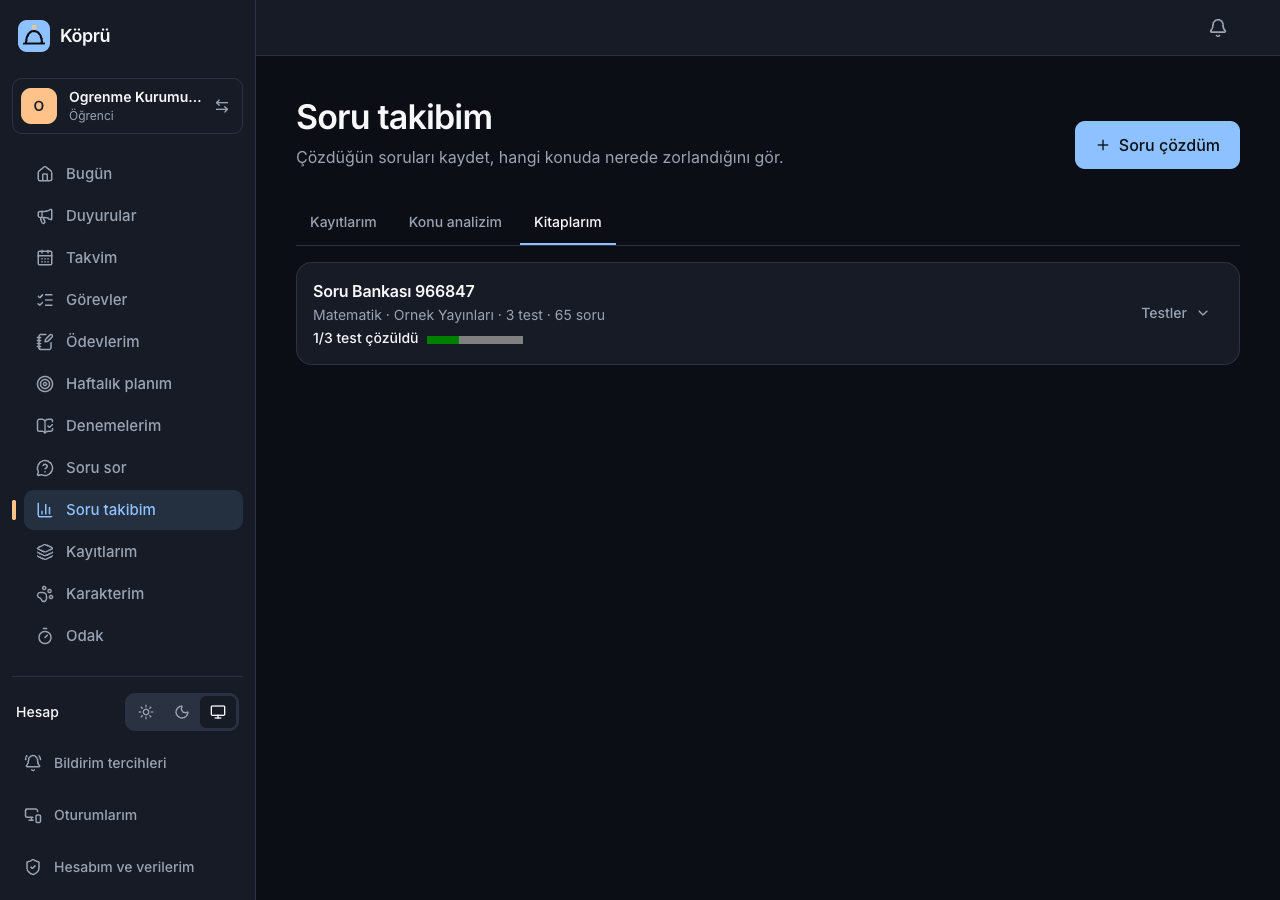 Köprü
O
Ogrenme Kurumu...
Öğrenci
Bugün
Duyurular
Takvim
Görevler
Ödevlerim
Haftalık planım
Denemelerim
Soru sor
Soru takibim
Kayıtlarım
Karakterim
Odak
Hesap
Bildirim tercihleri
Oturumlarım
Hesabım ve verilerim
Soru takibim
Çözdüğün soruları kaydet, hangi konuda nerede zorlandığını gör.
+ Soru çözdüm
Kayıtlarım
Konu analizim
Kitaplarım
Soru Bankası 966847
Matematik · Ornek Yayınları · 3 test · 65 soru
1/3 test çözüldü
Testler